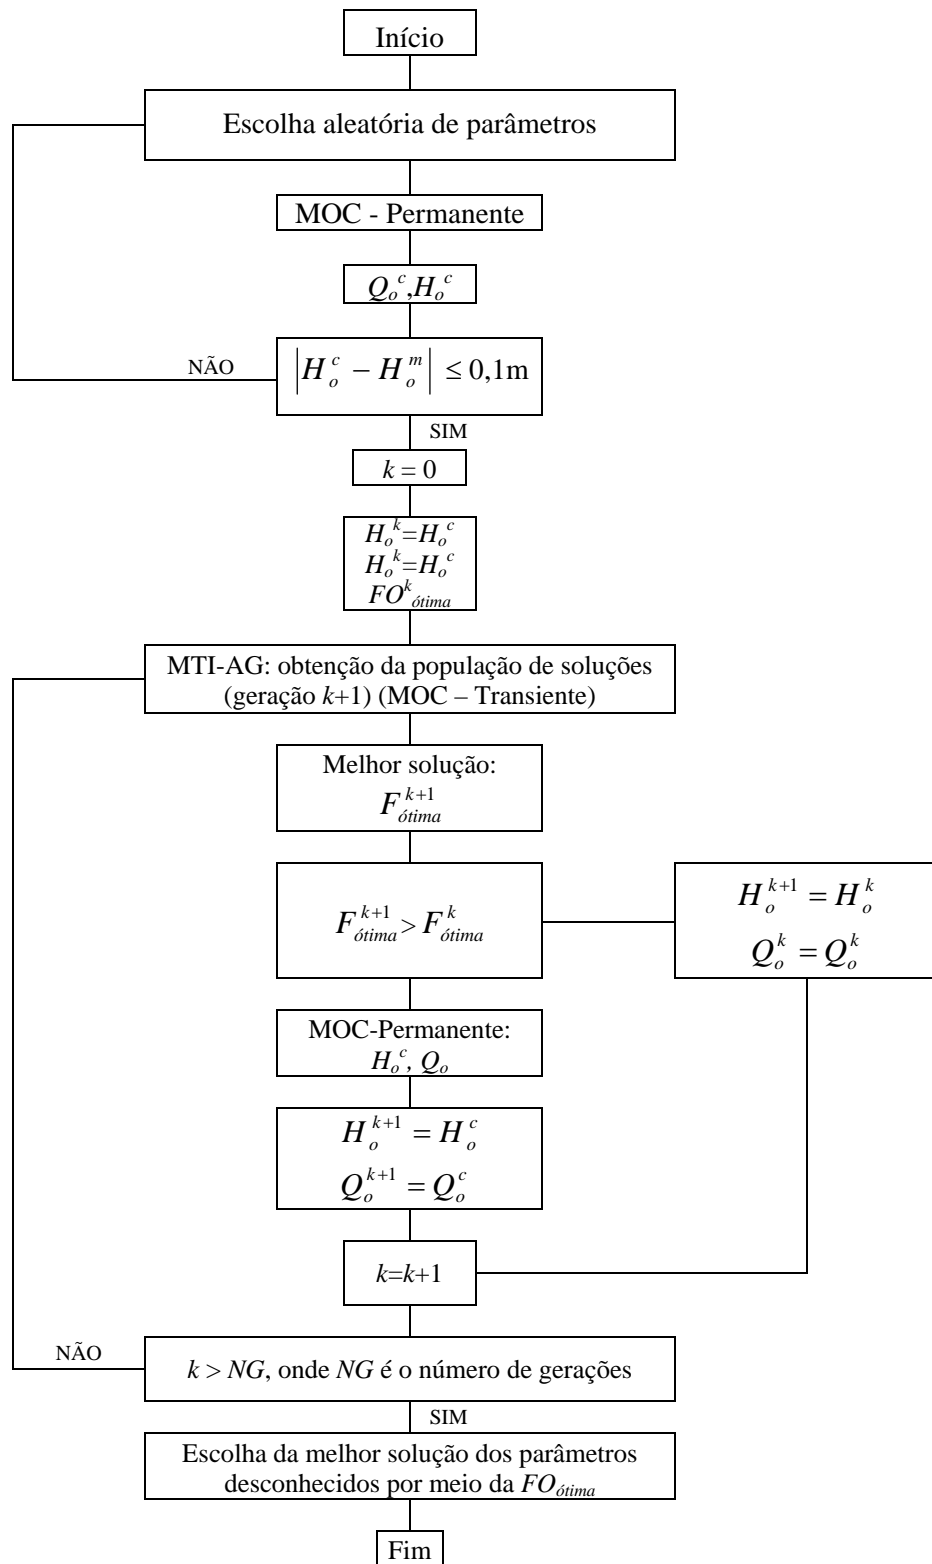 Início
Escolha aleatória de parâmetros
MOC - Permanente
Q_o^c,H_o^c
NÃO
|H_o^c − H_o^m| ≤ 0,1m
SIM
k = 0
H_o^k=H_o^c
H_o^k=H_o^c
FO^k_ótima
MTI-AG: obtenção da população de soluções
(geração k+1) (MOC – Transiente)
Melhor solução:
F_ótima^{k+1}
F_ótima^{k+1} > F_ótima^k
H_o^{k+1} = H_o^k
Q_o^k = Q_o^k
MOC-Permanente:
H_o^c, Q_o
H_o^{k+1} = H_o^c
Q_o^{k+1} = Q_o^c
k=k+1
NÃO
k > NG, onde NG é o número de gerações
SIM
Escolha da melhor solução dos parâmetros
desconhecidos por meio da FO_ótima
Fim